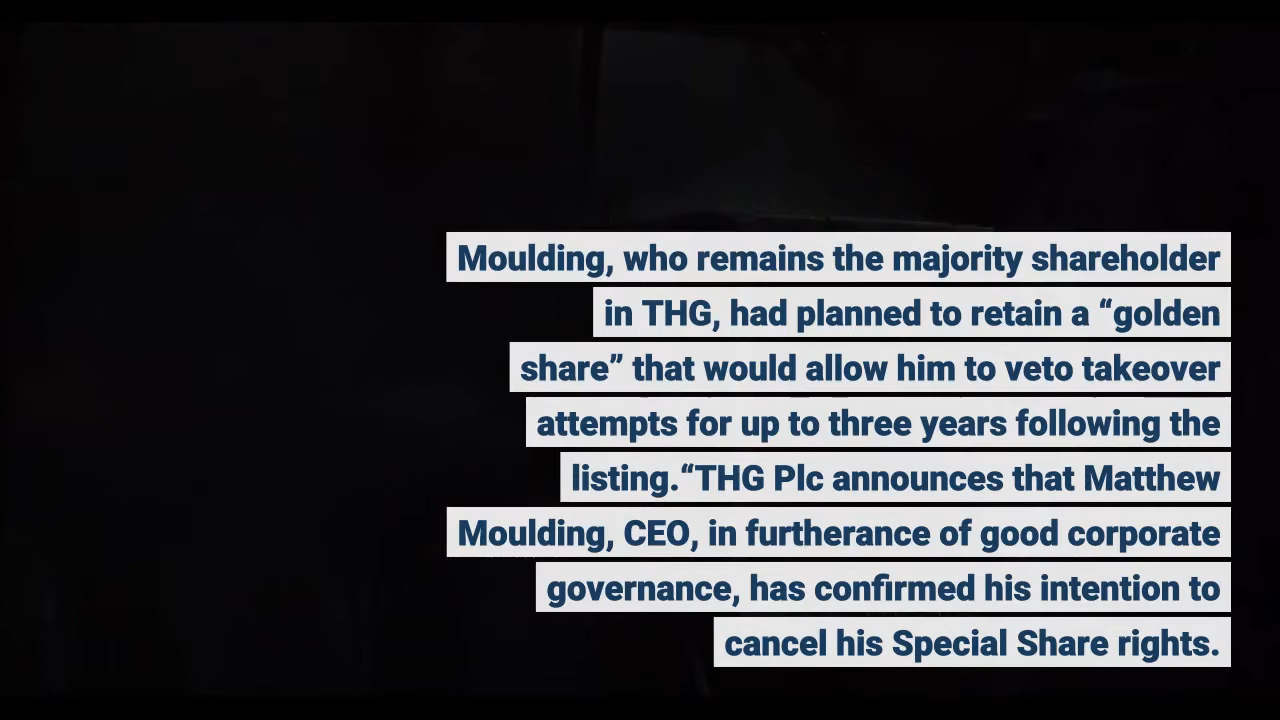 Moulding, who remains the majority shareholder
in THG, had planned to retain a “golden
share” that would allow him to veto takeover
attempts for up to three years following the
listing.“THG Plc announces that Matthew
Moulding, CEO, in furtherance of good corporate
governance, has confirmed his intention to
cancel his Special Share rights.